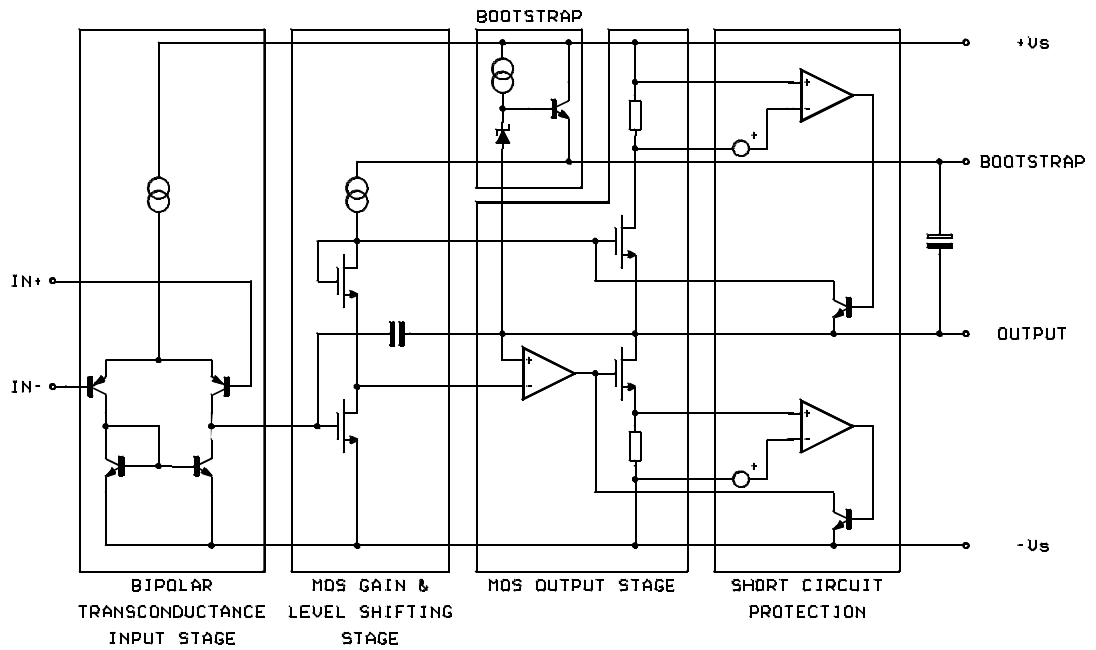 BOOTSTRAP
+Vs
+
-
+
BOOTSTRAP
IN+
OUTPUT
+
-
IN-
+
-
+
-Vs
BIPOLAR
TRANSCONDUCTANCE
INPUT STAGE
MOS GAIN &
LEVEL SHIFTING
STAGE
MOS OUTPUT STAGE
SHORT CIRCUIT
PROTECTION